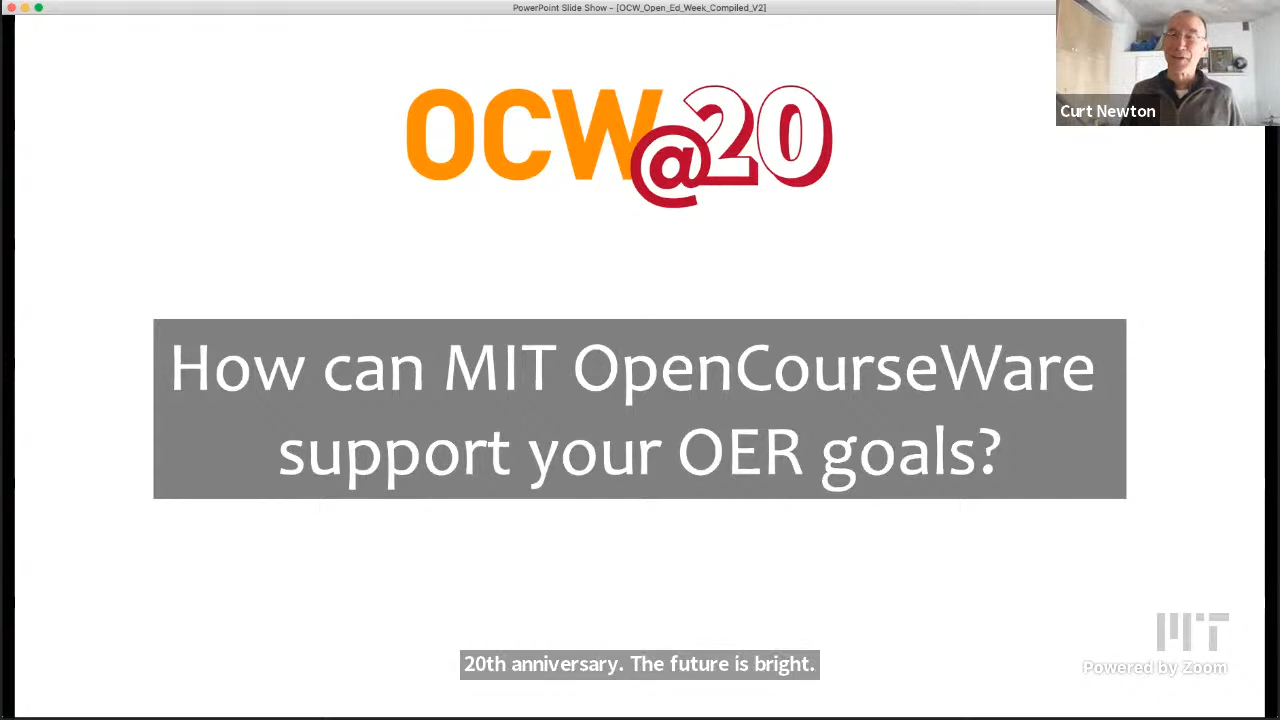 PowerPoint Slide Show - [OCW_Open_Ed_Week_Compiled_V2]
Curt Newton
OCW@20
How can MIT OpenCourseWare
support your OER goals?
MIT
Powered by Zoom
20th anniversary. The future is bright.